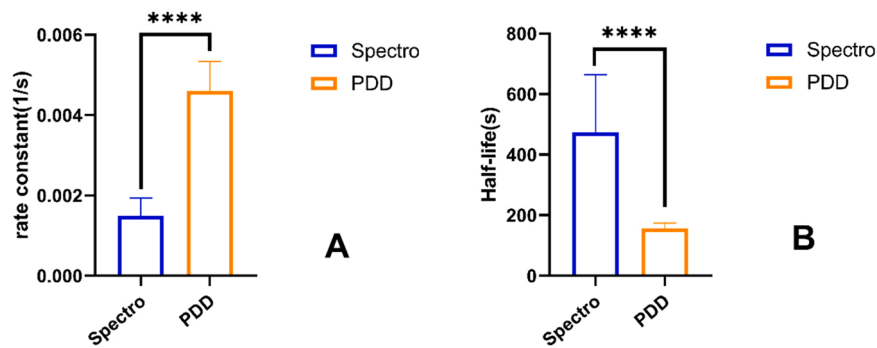 ****
0.006
0.004
0.002
0.000
rate constant(1/s)
Spectro
PDD
Spectro
PDD
A
****
800
600
400
200
0
Half-life(s)
Spectro
PDD
Spectro
PDD
B